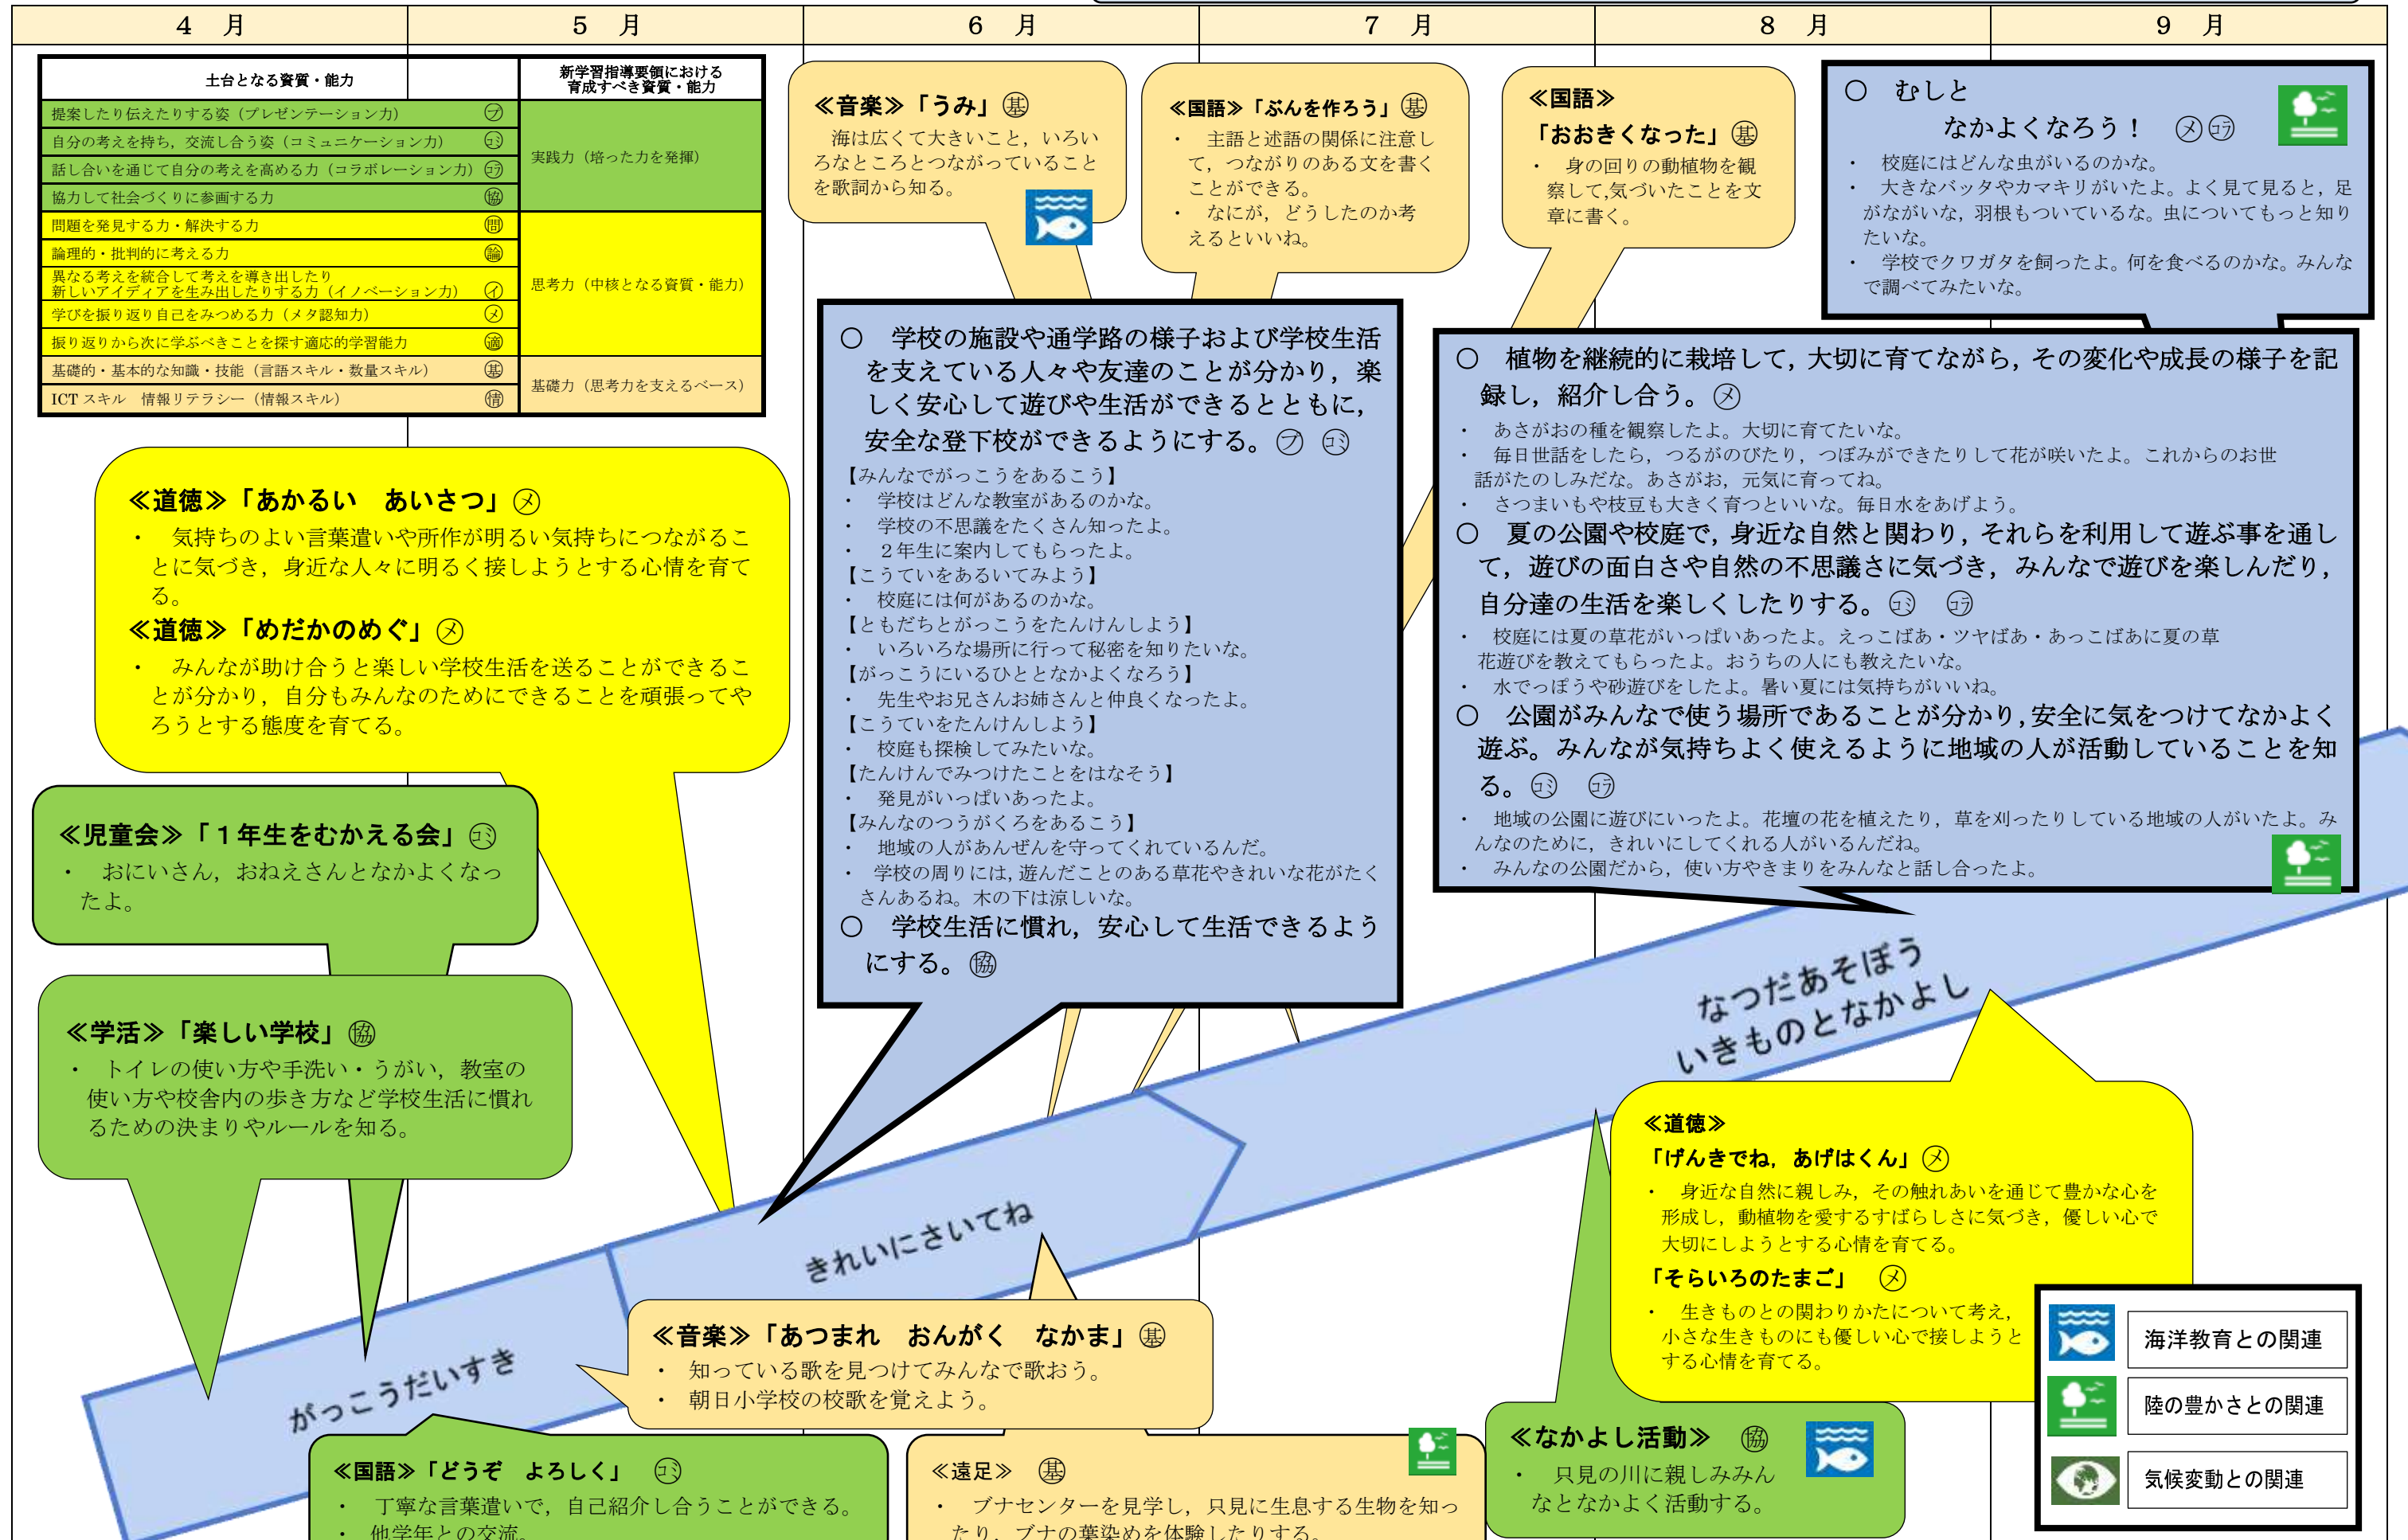 4 月
5 月
6 月
7 月
8 月
9 月
土台となる資質・能力
新学習指導要領における
育成すべき資質・能力
提案したり伝えたりする姿（プレゼンテーション力） ㋫
自分の考えを持ち，交流し合う姿（コミュニケーション力） コミ
話し合いを通じて自分の考えを高める力（コラボレーション力） コラ
協力して社会づくりに参画する力 協
実践力（培った力を発揮）
問題を発見する力・解決する力 問
論理的・批判的に考える力 論
異なる考えを統合して考えを導き出したり
新しいアイディアを生み出したりする力（イノベーション力） ㋑
学びを振り返り自己をみつめる力（メタ認知力） ㋱
振り返りから次に学ぶべきことを探す適応的学習能力 適
思考力（中核となる資質・能力）
基礎的・基本的な知識・技能（言語スキル・数量スキル） 基
ICT スキル 情報リテラシー（情報スキル） 情
基礎力（思考力を支えるベース）
≪音楽≫「うみ」基
海は広くて大きいこと，いろい
ろなところとつながっていること
を歌詞から知る。
≪国語≫「ぶんを作ろう」基
・ 主語と述語の関係に注意し
て，つながりのある文を書く
ことができる。
・ なにが，どうしたのか考
えるといいね。
≪国語≫
「おおきくなった」基
・ 身の回りの動植物を観
察して,気づいたことを文
章に書く。
○ むしと
なかよくなろう！ ㋱ コラ
・ 校庭にはどんな虫がいるのかな。
・ 大きなバッタやカマキリがいたよ。よく見て見ると，足
がながいな，羽根もついているな。虫についてもっと知り
たいな。
・ 学校でクワガタを飼ったよ。何を食べるのかな。みんな
で調べてみたいな。
○ 学校の施設や通学路の様子および学校生活
を支えている人々や友達のことが分かり，楽
しく安心して遊びや生活ができるとともに，
安全な登下校ができるようにする。㋫ コミ
【みんなでがっこうをあるこう】
・ 学校はどんな教室があるのかな。
・ 学校の不思議をたくさん知ったよ。
・ ２年生に案内してもらったよ。
【こうていをあるいてみよう】
・ 校庭には何があるのかな。
【ともだちとがっこうをたんけんしよう】
・ いろいろな場所に行って秘密を知りたいな。
【がっこうにいるひととなかよくなろう】
・ 先生やお兄さんお姉さんと仲良くなったよ。
【こうていをたんけんしよう】
・ 校庭も探検してみたいな。
【たんけんでみつけたことをはなそう】
・ 発見がいっぱいあったよ。
【みんなのつうがくろをあるこう】
・ 地域の人があんぜんを守ってくれているんだ。
・ 学校の周りには,遊んだことのある草花やきれいな花がたく
さんあるね。木の下は涼しいな。
○ 学校生活に慣れ，安心して生活できるよう
にする。協
○ 植物を継続的に栽培して，大切に育てながら，その変化や成長の様子を記
録し，紹介し合う。㋱
・ あさがおの種を観察したよ。大切に育てたいな。
・ 毎日世話をしたら，つるがのびたり，つぼみができたりして花が咲いたよ。これからのお世
話がたのしみだな。あさがお，元気に育ってね。
・ さつまいもや枝豆も大きく育つといいな。毎日水をあげよう。
○ 夏の公園や校庭で，身近な自然と関わり，それらを利用して遊ぶ事を通し
て，遊びの面白さや自然の不思議さに気づき，みんなで遊びを楽しんだり，
自分達の生活を楽しくしたりする。コミ コラ
・ 校庭には夏の草花がいっぱいあったよ。えっこばあ・ツヤばあ・あっこばあに夏の草
花遊びを教えてもらったよ。おうちの人にも教えたいな。
・ 水でっぽうや砂遊びをしたよ。暑い夏には気持ちがいいね。
○ 公園がみんなで使う場所であることが分かり,安全に気をつけてなかよく
遊ぶ。みんなが気持ちよく使えるように地域の人が活動していることを知
る。コミ コラ
・ 地域の公園に遊びにいったよ。花壇の花を植えたり，草を刈ったりしている地域の人がいたよ。み
んなのために，きれいにしてくれる人がいるんだね。
・ みんなの公園だから，使い方やきまりをみんなと話し合ったよ。
≪道徳≫「あかるい あいさつ」㋱
・ 気持ちのよい言葉遣いや所作が明るい気持ちにつながるこ
とに気づき，身近な人々に明るく接しようとする心情を育て
る。
≪道徳≫「めだかのめぐ」㋱
・ みんなが助け合うと楽しい学校生活を送ることができるこ
とが分かり，自分もみんなのためにできることを頑張ってや
ろうとする態度を育てる。
≪児童会≫「１年生をむかえる会」コミ
・ おにいさん，おねえさんとなかよくなっ
たよ。
≪学活≫「楽しい学校」協
・ トイレの使い方や手洗い・うがい，教室の
使い方や校舎内の歩き方など学校生活に慣れ
るための決まりやルールを知る。
なつだあそぼう
いきものとなかよし
きれいにさいてね
がっこうだいすき
≪道徳≫
「げんきでね，あげはくん」㋱
・ 身近な自然に親しみ，その触れあいを通じて豊かな心を
形成し，動植物を愛するすばらしさに気づき，優しい心で
大切にしようとする心情を育てる。
「そらいろのたまご」 ㋱
・ 生きものとの関わりかたについて考え，
小さな生きものにも優しい心で接しようと
する心情を育てる。
≪音楽≫「あつまれ おんがく なかま」基
・ 知っている歌を見つけてみんなで歌おう。
・ 朝日小学校の校歌を覚えよう。
≪国語≫「どうぞ よろしく」 コミ
・ 丁寧な言葉遣いで，自己紹介し合うことができる。
・ 他学年との交流。
≪遠足≫ 基
・ ブナセンターを見学し，只見に生息する生物を知っ
たり，ブナの葉染めを体験したりする。
≪なかよし活動≫ 協
・ 只見の川に親しみみん
なとなかよく活動する。
海洋教育との関連
陸の豊かさとの関連
気候変動との関連